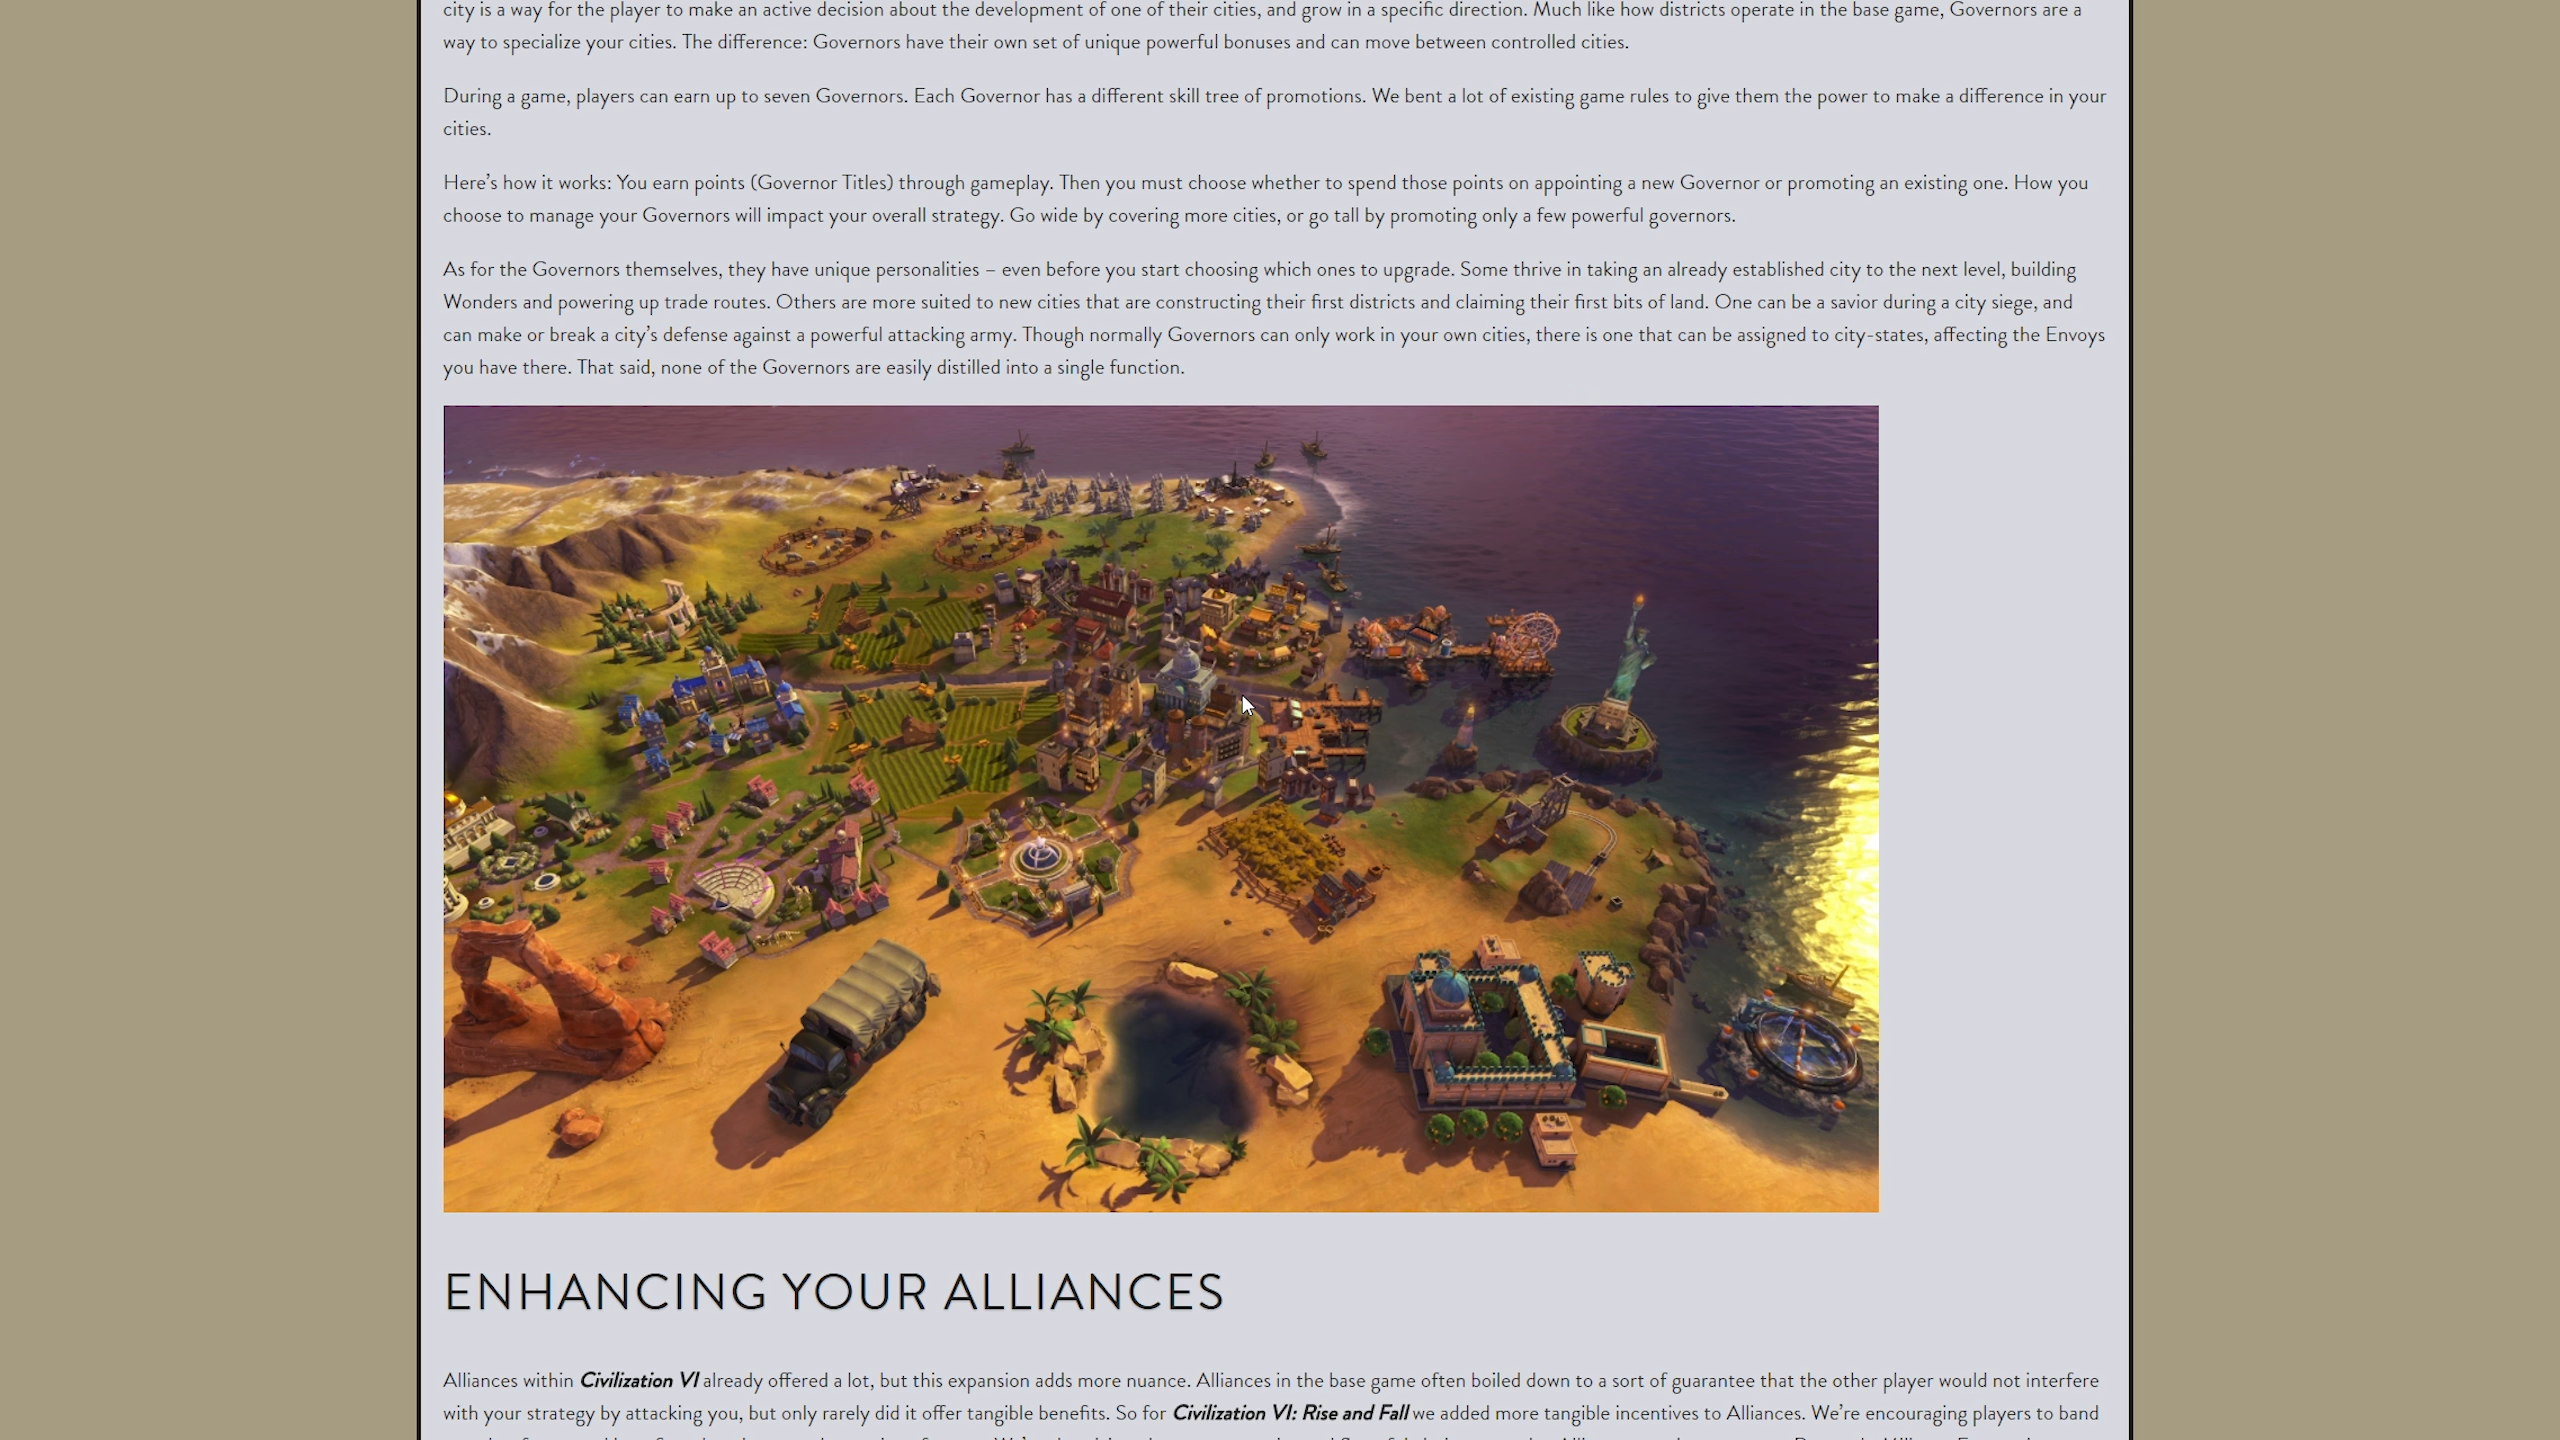 city is a way for the player to make an active decision about the development of one of their cities, and grow in a specific direction. Much like how districts operate in the base game, Governors are a
way to specialize your cities. The difference: Governors have their own set of unique powerful bonuses and can move between controlled cities.
During a game, players can earn up to seven Governors. Each Governor has a different skill tree of promotions. We bent a lot of existing game rules to give them the power to make a difference in your
cities.
Here’s how it works: You earn points (Governor Titles) through gameplay. Then you must choose whether to spend those points on appointing a new Governor or promoting an existing one. How you
choose to manage your Governors will impact your overall strategy. Go wide by covering more cities, or go tall by promoting only a few powerful governors.
As for the Governors themselves, they have unique personalities – even before you start choosing which ones to upgrade. Some thrive in taking an already established city to the next level, building
Wonders and powering up trade routes. Others are more suited to new cities that are constructing their first districts and claiming their first bits of land. One can be a savior during a city siege, and
can make or break a city’s defense against a powerful attacking army. Though normally Governors can only work in your own cities, there is one that can be assigned to city-states, affecting the Envoys
you have there. That said, none of the Governors are easily distilled into a single function.
ENHANCING YOUR ALLIANCES
Alliances within Civilization VI already offered a lot, but this expansion adds more nuance. Alliances in the base game often boiled down to a sort of guarantee that the other player would not interfere
with your strategy by attacking you, but only rarely did it offer tangible benefits. So for Civilization VI: Rise and Fall we added more tangible incentives to Alliances. We’re encouraging players to band